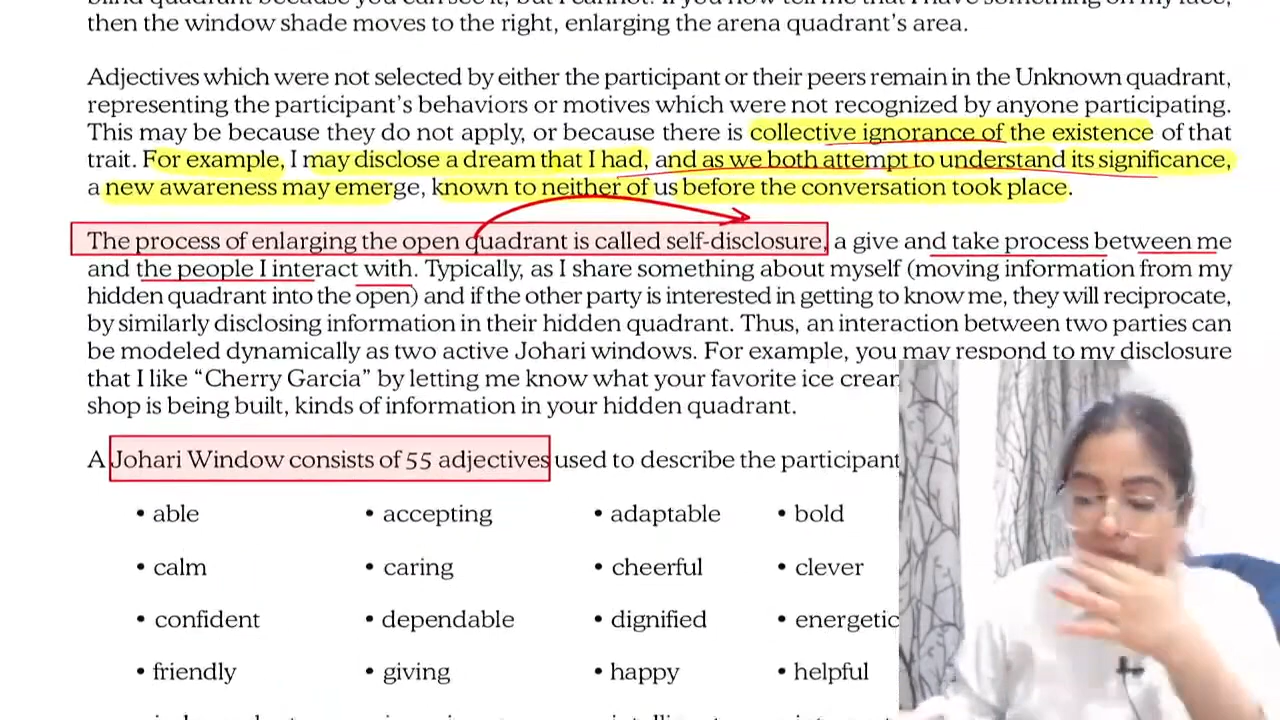 blind quadrant because you can see it, but I cannot. If you now tell me that I have something on my face,
then the window shade moves to the right, enlarging the arena quadrant's area.
Adjectives which were not selected by either the participant or their peers remain in the Unknown quadrant,
representing the participant's behaviors or motives which were not recognized by anyone participating.
This may be because they do not apply, or because there is collective ignorance of the existence of that
trait. For example, I may disclose a dream that I had, and as we both attempt to understand its significance,
a new awareness may emerge, known to neither of us before the conversation took place.
The process of enlarging the open quadrant is called self-disclosure, a give and take process between me
and the people I interact with. Typically, as I share something about myself (moving information from my
hidden quadrant into the open) and if the other party is interested in getting to know me, they will reciprocate,
by similarly disclosing information in their hidden quadrant. Thus, an interaction between two parties can
be modeled dynamically as two active Johari windows. For example, you may respond to my disclosure
that I like “Cherry Garcia” by letting me know what your favorite ice crear
shop is being built, kinds of information in your hidden quadrant.
A Johari Window consists of 55 adjectives used to describe the participant
• able • accepting • adaptable • bold
• calm • caring • cheerful • clever
• confident • dependable • dignified • energetic
• friendly • giving • happy • helpful